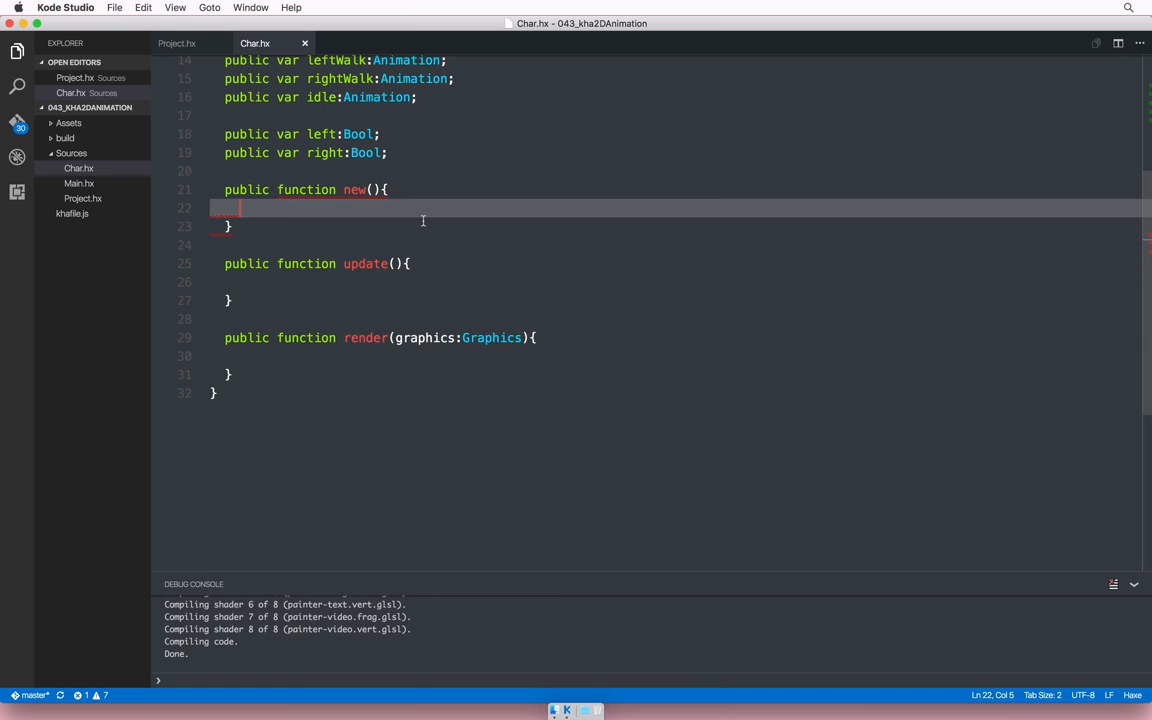 Kode Studio File Edit View Goto Window Help
Char.hx - 043_kha2DAnimation
EXPLORER
OPEN EDITORS
Project.hx Sources
Char.hx Sources
043_KHA2DANIMATION
Assets
build
Sources
Char.hx
Main.hx
Project.hx
khafile.js
30
Project.hx Char.hx
14 public var leftWalk:Animation;
15 public var rightWalk:Animation;
16 public var idle:Animation;
17
18 public var left:Bool;
19 public var right:Bool;
20
21 public function new(){
22
23 }
24
25 public function update(){
26
27 }
28
29 public function render(graphics:Graphics){
30
31 }
32 }
DEBUG CONSOLE
Compiling shader 6 of 8 (painter-text.vert.glsl).
Compiling shader 7 of 8 (painter-video.frag.glsl).
Compiling shader 8 of 8 (painter-video.vert.glsl).
Compiling code.
Done.
master* 1 7 Ln 22, Col 5 Tab Size: 2 UTF-8 LF Haxe